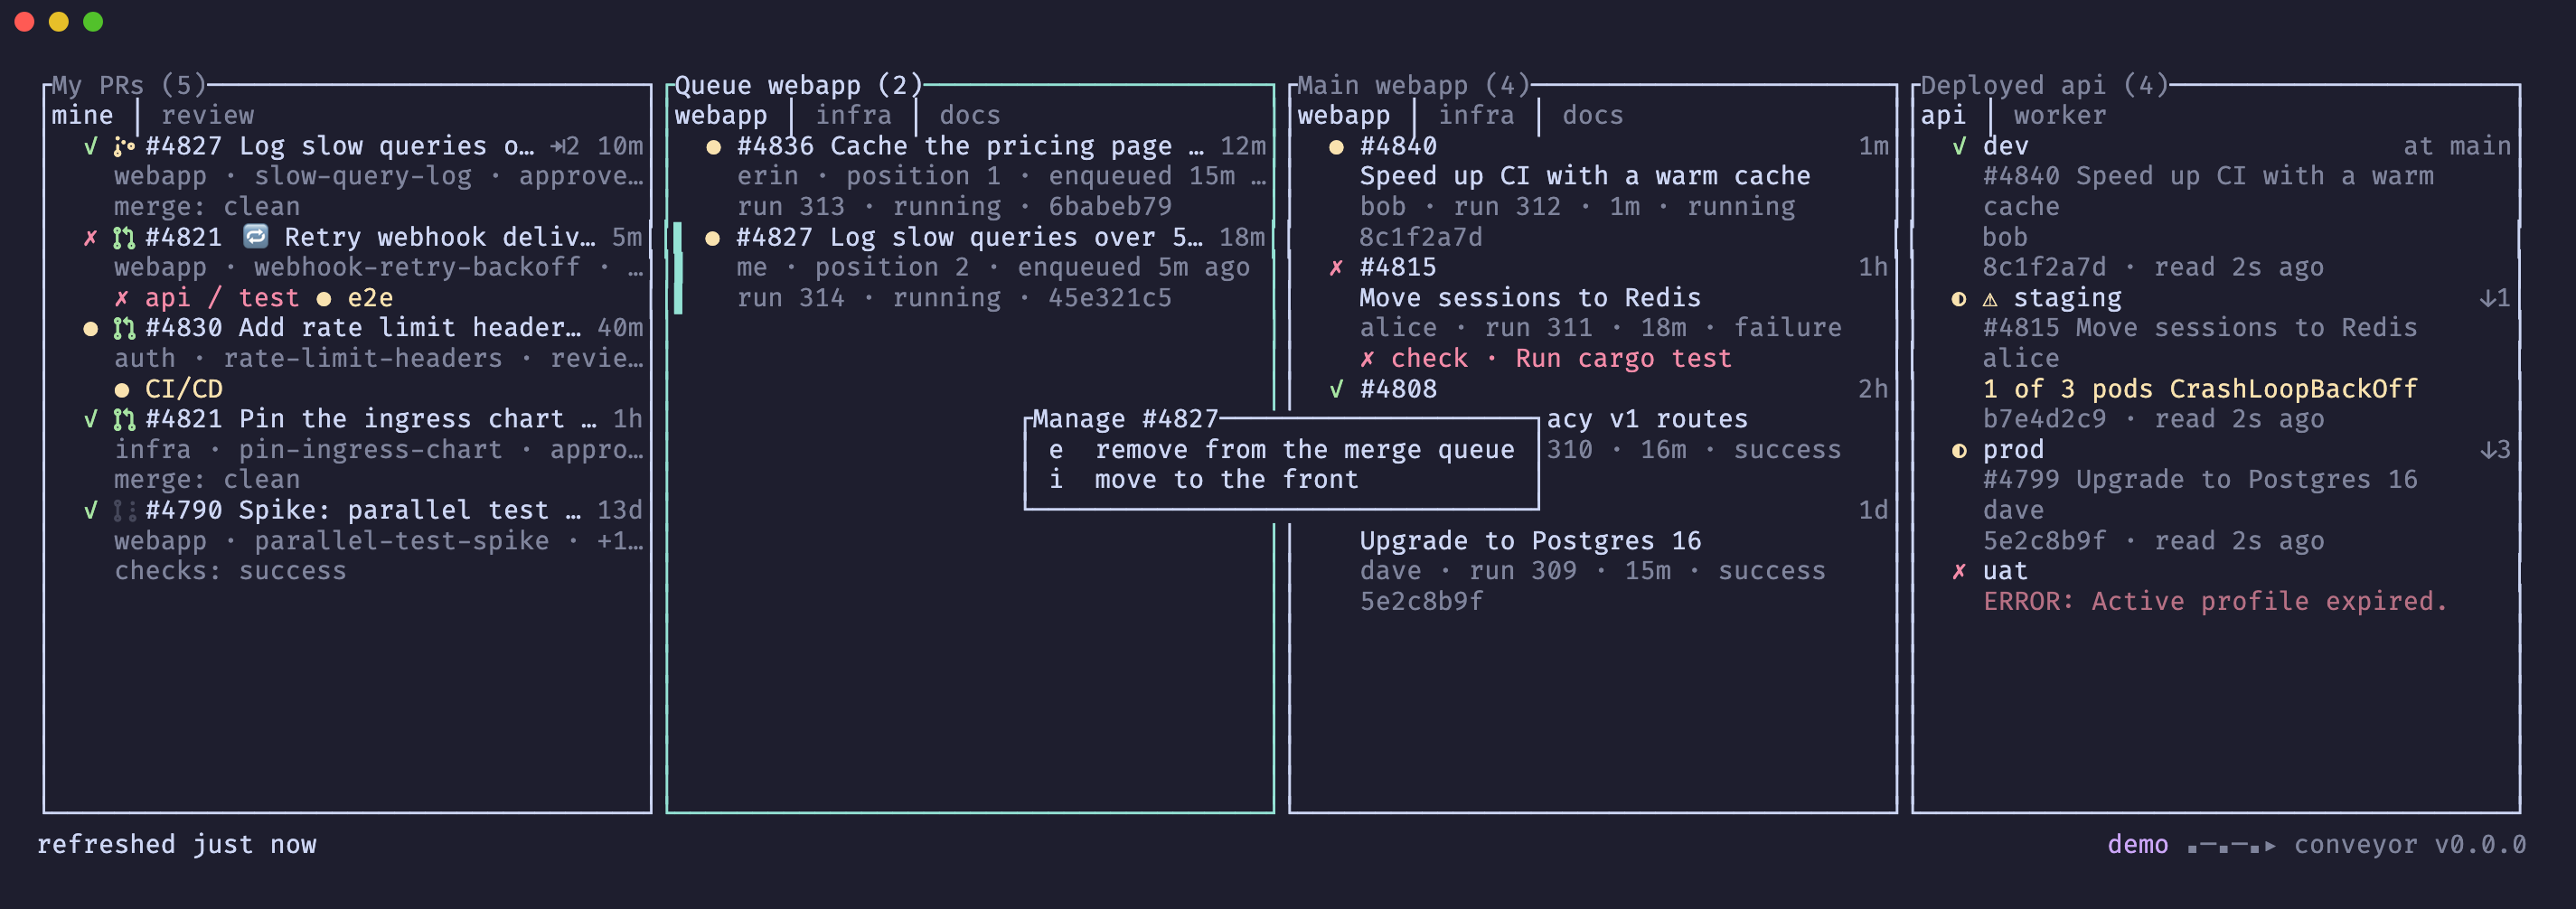 My PRs (5)
mine │ review
✓ #4827 Log slow queries o… ⇥2 10m
webapp · slow-query-log · approve…
merge: clean
✗ #4821 🔁 Retry webhook deliv… 5m
webapp · webhook-retry-backoff · …
✗ api / test ● e2e
● #4830 Add rate limit header… 40m
auth · rate-limit-headers · revie…
● CI/CD
✓ #4821 Pin the ingress chart … 1h
infra · pin-ingress-chart · appro…
merge: clean
✓ #4790 Spike: parallel test … 13d
webapp · parallel-test-spike · +1…
checks: success
Queue webapp (2)
webapp │ infra │ docs
● #4836 Cache the pricing page … 12m
erin · position 1 · enqueued 15m …
run 313 · running · 6babeb79
● #4827 Log slow queries over 5… 18m
me · position 2 · enqueued 5m ago
run 314 · running · 45e321c5
Manage #4827
e remove from the merge queue
i move to the front
Main webapp (4)
webapp │ infra │ docs
● #4840 1m
Speed up CI with a warm cache
bob · run 312 · 1m · running
8c1f2a7d
✗ #4815 1h
Move sessions to Redis
alice · run 311 · 18m · failure
✗ check · Run cargo test
✓ #4808 2h
acy v1 routes
310 · 16m · success
1d
Upgrade to Postgres 16
dave · run 309 · 15m · success
5e2c8b9f
Deployed api (4)
api │ worker
✓ dev at main
#4840 Speed up CI with a warm
cache
bob
8c1f2a7d · read 2s ago
◐ ⚠ staging ↓1
#4815 Move sessions to Redis
alice
1 of 3 pods CrashLoopBackOff
b7e4d2c9 · read 2s ago
◐ prod ↓3
#4799 Upgrade to Postgres 16
dave
5e2c8b9f · read 2s ago
✗ uat
ERROR: Active profile expired.
refreshed just now
demo ▪─▪─▪▸ conveyor v0.0.0